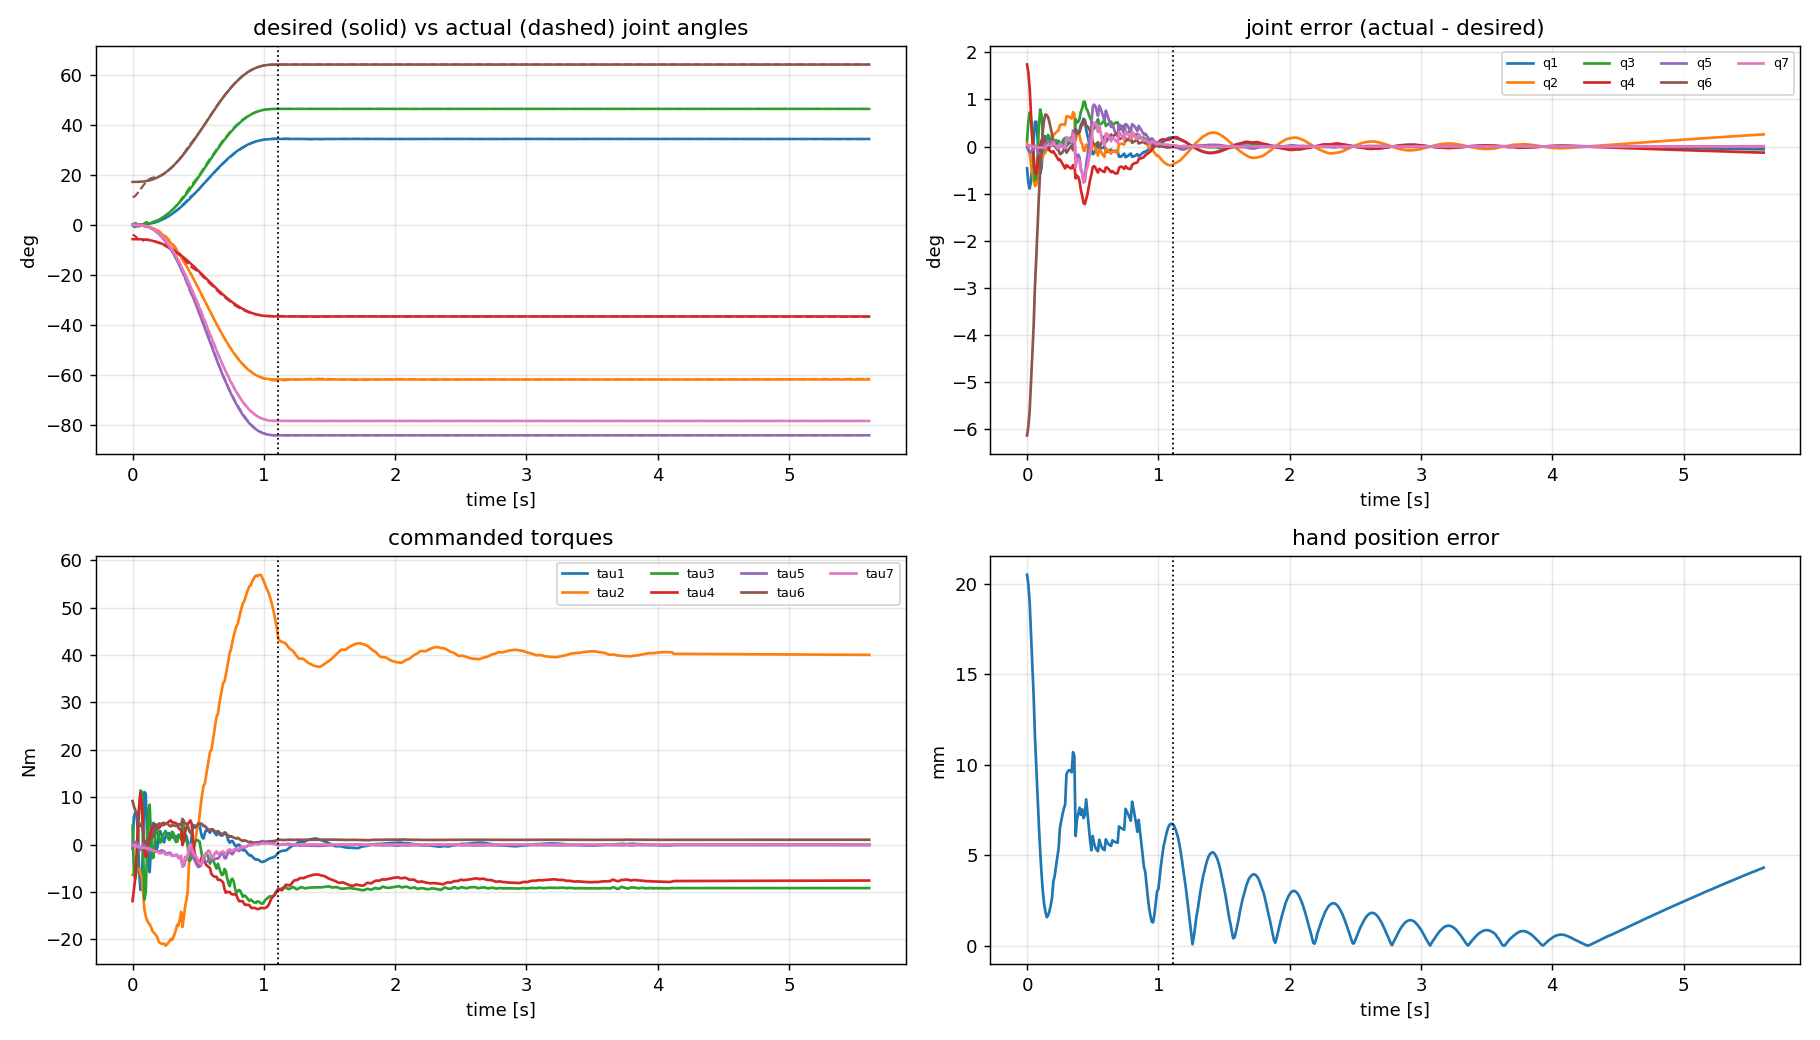 desired (solid) vs actual (dashed) joint angles
60
40
20
0
−20
−40
−60
−80
deg
0 1 2 3 4 5
time [s]
joint error (actual - desired)
q1 q3 q5 q7
q2 q4 q6
2
1
0
−1
−2
−3
−4
−5
−6
deg
0 1 2 3 4 5
time [s]
commanded torques
tau1 tau3 tau5 tau7
tau2 tau4 tau6
60
50
40
30
20
10
0
−10
−20
Nm
0 1 2 3 4 5
time [s]
hand position error
20
15
10
5
0
mm
0 1 2 3 4 5
time [s]